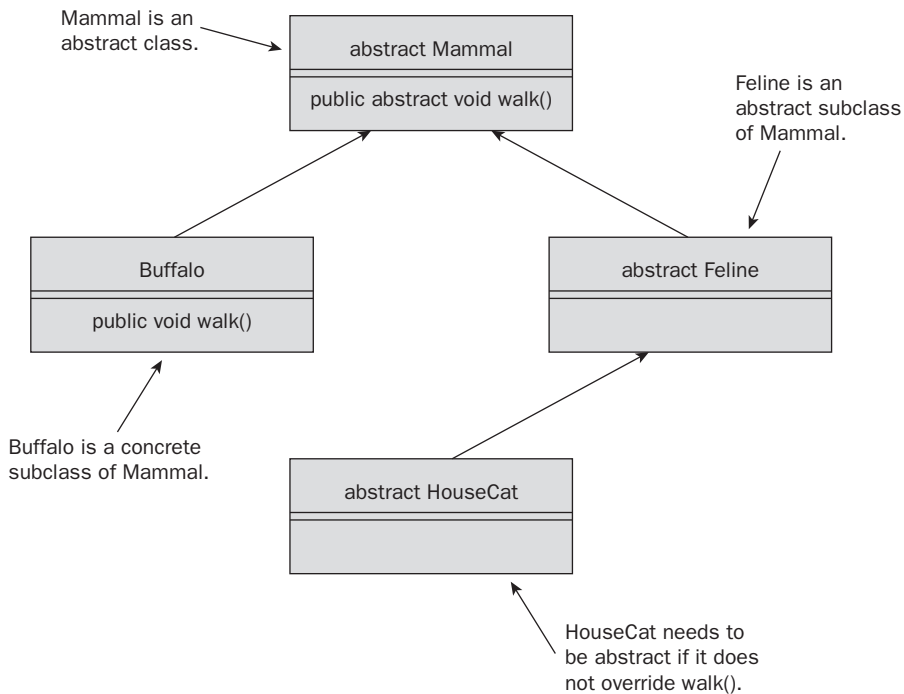 Mammal is an
abstract class.
abstract Mammal
public abstract void walk()
Feline is an
abstract subclass
of Mammal.
Buffalo
public void walk()
abstract Feline
Buffalo is a concrete
subclass of Mammal.
abstract HouseCat
HouseCat needs to
be abstract if it does
not override walk().